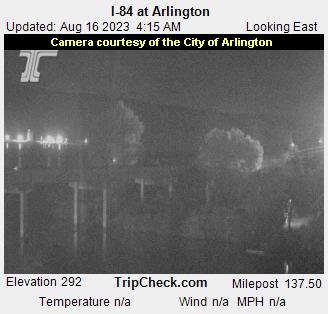 I-84 at Arlington
Updated: Aug 16 2023 4:15 AM Looking East
Camera courtesy of the City of Arlington
Elevation 292 TripCheck.com Milepost 137.50
Temperature n/a Wind n/a MPH n/a